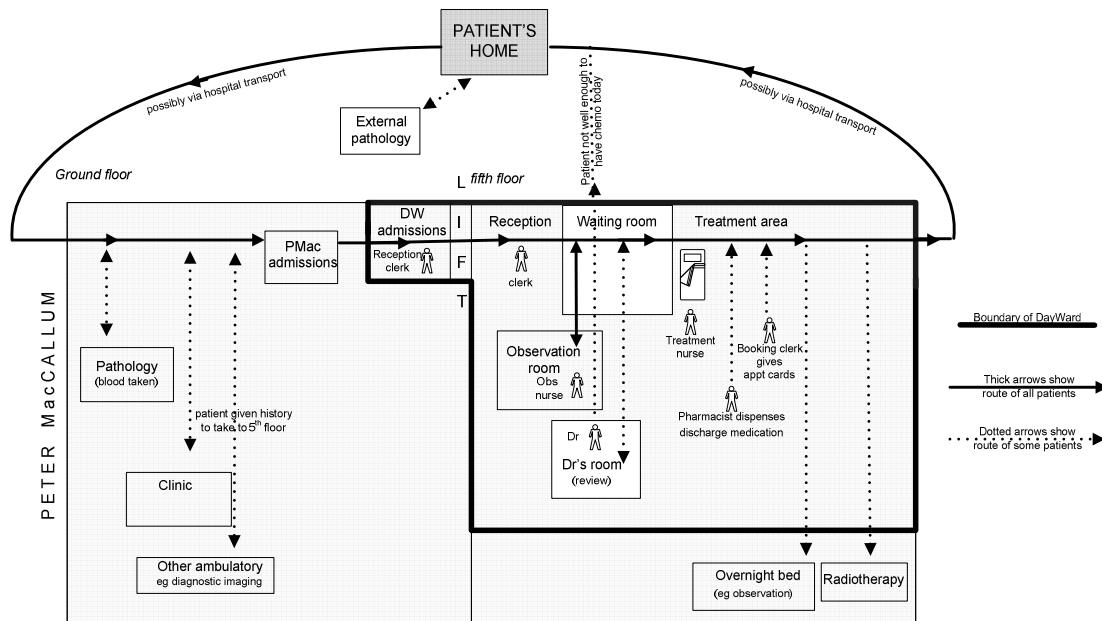 PATIENT'S
HOME
possibly via hospital transport
possibly via hospital transport
External
pathology
Patient not well enough to
have chemo today
Ground floor
fifth floor
L
I
F
T
DW
admissions
Reception
clerk
Reception
clerk
Waiting room
Treatment area
PMac
admissions
PETER MacCALLUM
Pathology
(blood taken)
patient given history
to take to 5th floor
Clinic
Other ambulatory
eg diagnostic imaging
Observation
room
Obs
nurse
Dr
Dr's room
(review)
Treatment
nurse
Booking clerk
gives
appt cards
Pharmacist dispenses
discharge medication
Overnight bed
(eg observation)
Radiotherapy
Boundary of DayWard
Thick arrows show
route of all patients
Dotted arrows show
route of some patients